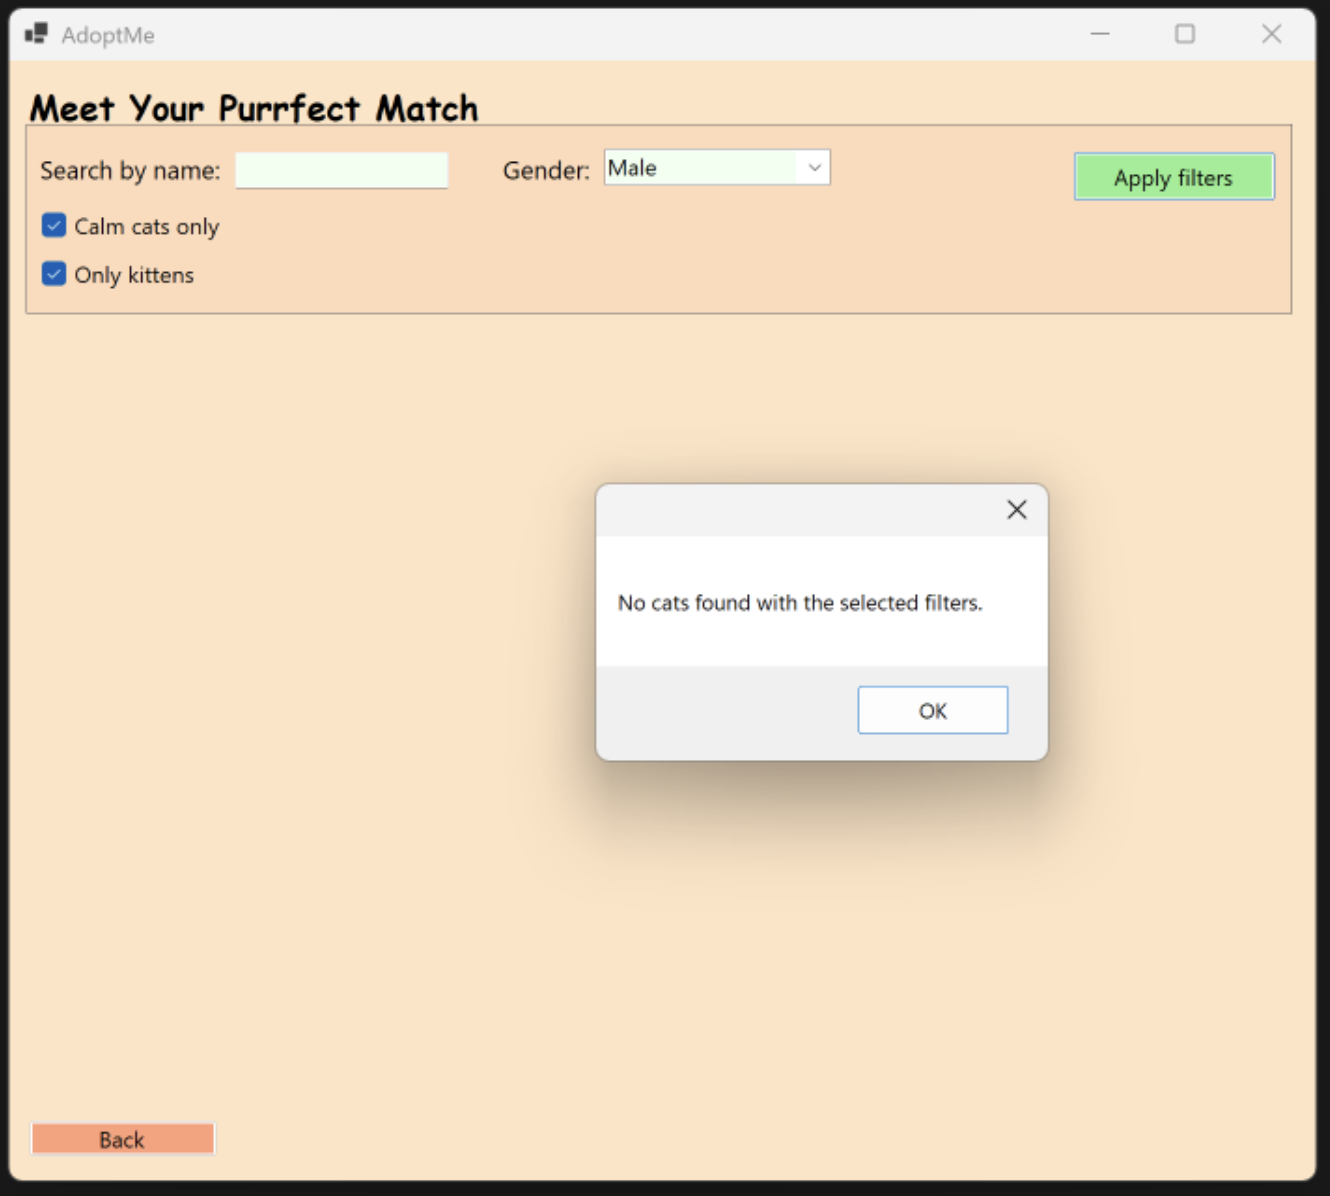 AdoptMe
Meet Your Purrfect Match
Search by name:
Gender: Male
Apply filters
Calm cats only
Only kittens
No cats found with the selected filters.
OK
Back